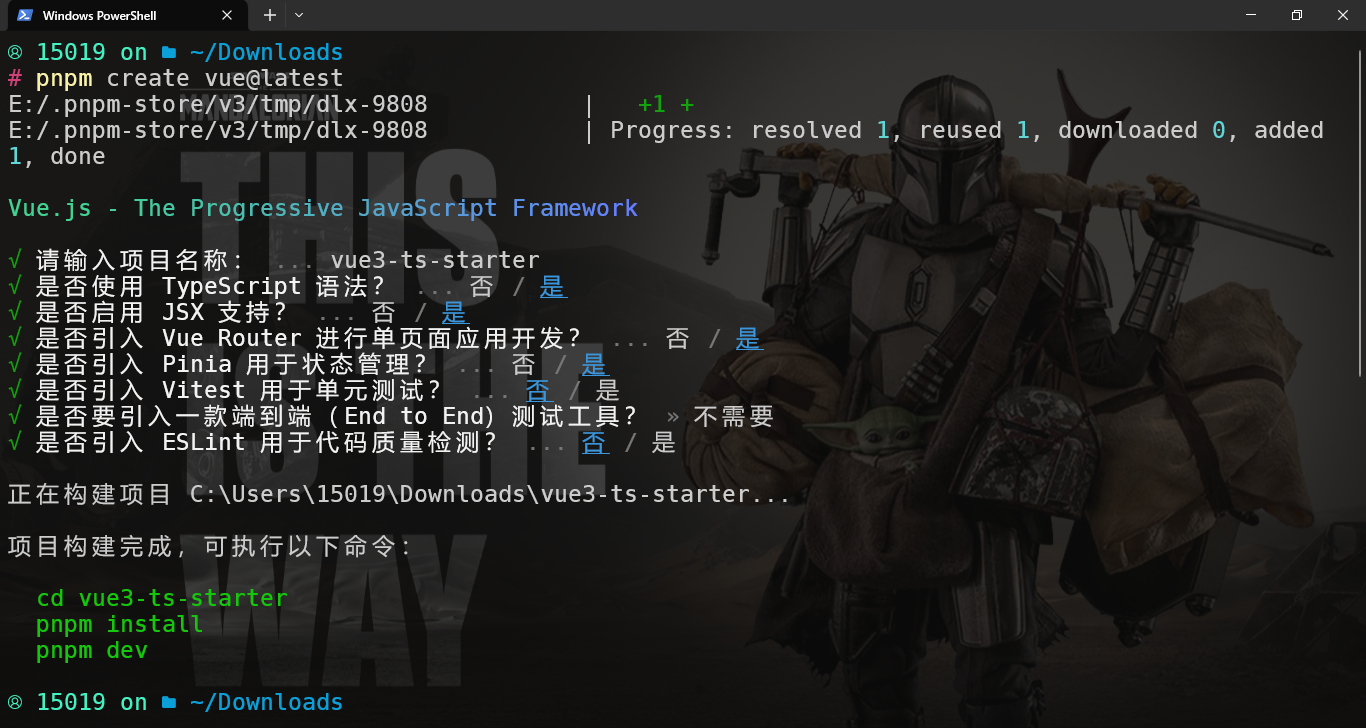 Windows PowerShell
15019 on ~/Downloads
# pnpm create vue@latest
E:/.pnpm-store/v3/tmp/dlx-9808 | +1 +
E:/.pnpm-store/v3/tmp/dlx-9808 | Progress: resolved 1, reused 1, downloaded 0, added
1, done
Vue.js - The Progressive JavaScript Framework
√ 请输入项目名称： ... vue3-ts-starter
√ 是否使用 TypeScript 语法？ ... 否 / 是
√ 是否启用 JSX 支持？ ... 否 / 是
√ 是否引入 Vue Router 进行单页面应用开发？ ... 否 / 是
√ 是否引入 Pinia 用于状态管理？ ... 否 / 是
√ 是否引入 Vitest 用于单元测试？ ... 否 / 是
√ 是否要引入一款端到端（End to End）测试工具？ » 不需要
√ 是否引入 ESLint 用于代码质量检测？ ... 否 / 是
正在构建项目 C:\Users\15019\Downloads\vue3-ts-starter...
项目构建完成，可执行以下命令：
cd vue3-ts-starter
pnpm install
pnpm dev
15019 on ~/Downloads
MANDALORIAN
THIS
IS THE
WAY